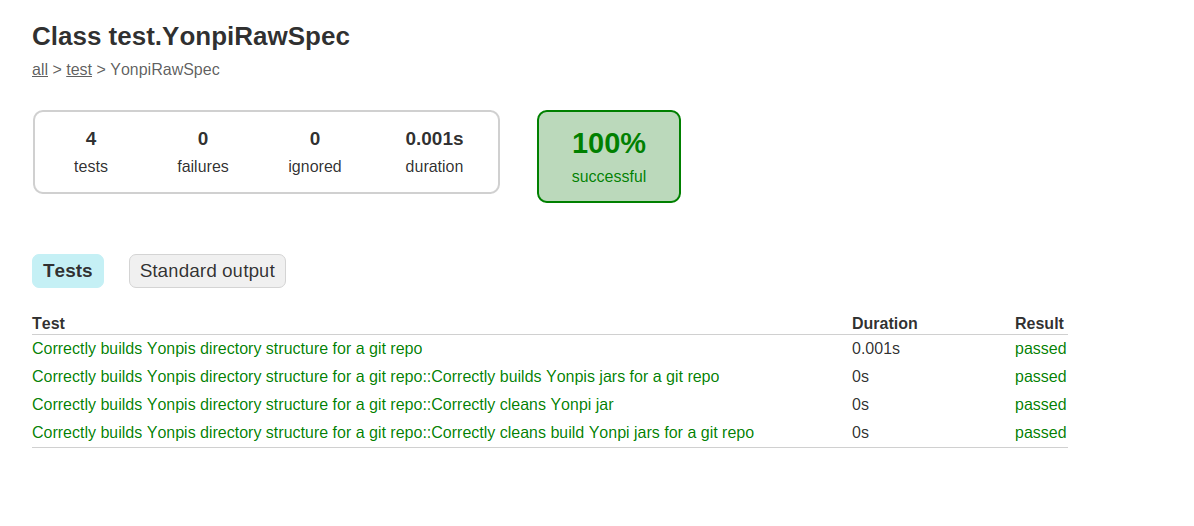 Class test.YonpiRawSpec
all > test > YonpiRawSpec
4 0 0 0.001s
tests failures ignored duration
100%
successful
Tests Standard output
Test Duration Result
Correctly builds Yonpis directory structure for a git repo 0.001s passed
Correctly builds Yonpis directory structure for a git repo::Correctly builds Yonpis jars for a git repo 0s passed
Correctly builds Yonpis directory structure for a git repo::Correctly cleans Yonpi jar 0s passed
Correctly builds Yonpis directory structure for a git repo::Correctly cleans build Yonpi jars for a git repo 0s passed